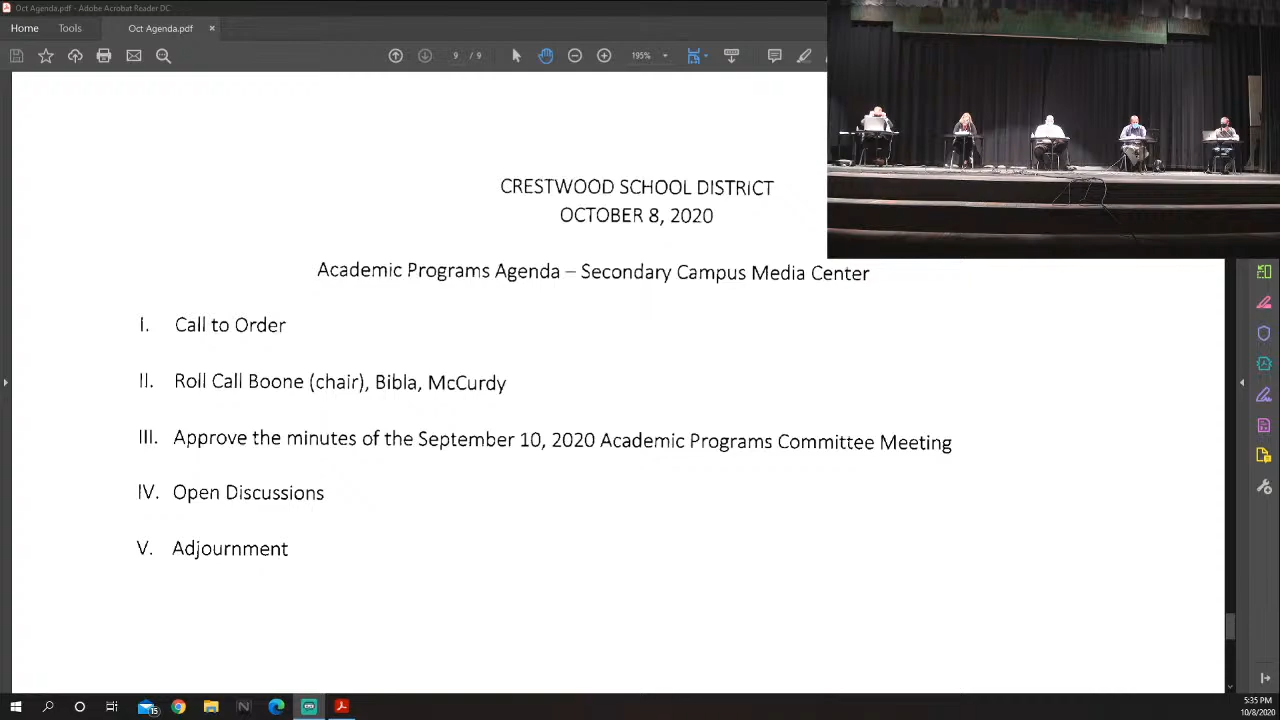 Oct Agenda.pdf - Adobe Acrobat Reader DC
Home Tools Oct Agenda.pdf ×
9 / 9 195%
CRESTWOOD SCHOOL DISTRICT
OCTOBER 8, 2020
Academic Programs Agenda – Secondary Campus Media Center
I. Call to Order
II. Roll Call Boone (chair), Bibla, McCurdy
III. Approve the minutes of the September 10, 2020 Academic Programs Committee Meeting
IV. Open Discussions
V. Adjournment
15
5:35 PM
10/8/2020